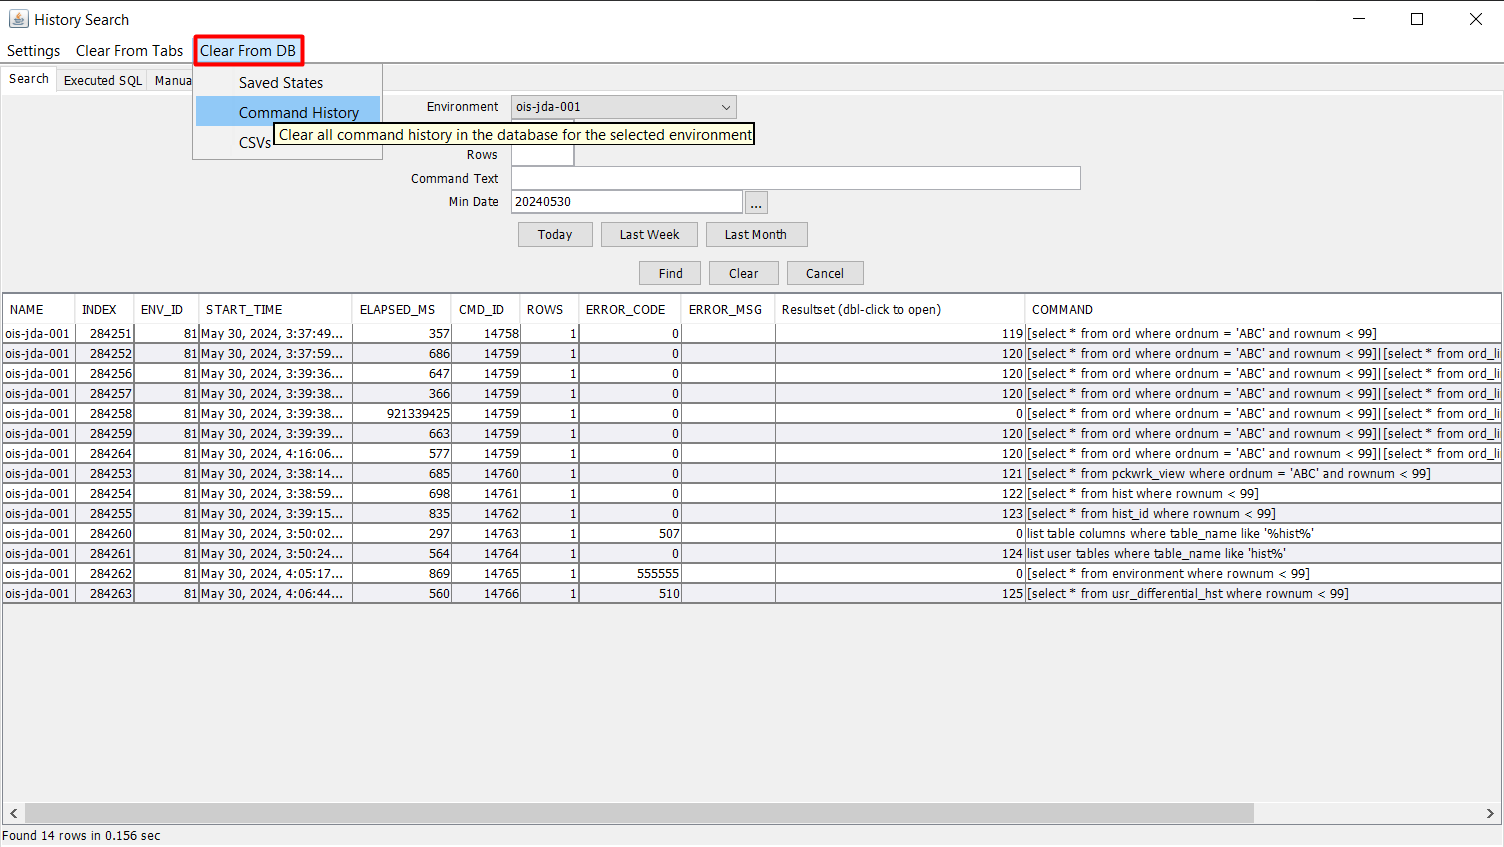 History Search
Settings Clear From Tabs Clear From DB
Search Executed SQL Manua
Saved States
Command History
CSVs
Clear all command history in the database for the selected environment
Environment ois-jda-001
Rows
Command Text
Min Date 20240530 ...
Today Last Week Last Month
Find Clear Cancel
NAME INDEX ENV_ID START_TIME ELAPSED_MS CMD_ID ROWS ERROR_CODE ERROR_MSG Resultset (dbl-click to open) COMMAND
ois-jda-001 284251 81 May 30, 2024, 3:37:49... 357 14758 1 0 119 [select * from ord where ordnum = 'ABC' and rownum < 99]
ois-jda-001 284252 81 May 30, 2024, 3:37:59... 686 14759 1 0 120 [select * from ord where ordnum = 'ABC' and rownum < 99]|[select * from ord_li
ois-jda-001 284256 81 May 30, 2024, 3:39:36... 647 14759 1 0 120 [select * from ord where ordnum = 'ABC' and rownum < 99]|[select * from ord_li
ois-jda-001 284257 81 May 30, 2024, 3:39:38... 366 14759 1 0 120 [select * from ord where ordnum = 'ABC' and rownum < 99]|[select * from ord_li
ois-jda-001 284258 81 May 30, 2024, 3:39:38... 921339425 14759 1 0 0 [select * from ord where ordnum = 'ABC' and rownum < 99]|[select * from ord_li
ois-jda-001 284259 81 May 30, 2024, 3:39:39... 663 14759 1 0 120 [select * from ord where ordnum = 'ABC' and rownum < 99]|[select * from ord_li
ois-jda-001 284264 81 May 30, 2024, 4:16:06... 577 14759 1 0 120 [select * from ord where ordnum = 'ABC' and rownum < 99]|[select * from ord_li
ois-jda-001 284253 81 May 30, 2024, 3:38:14... 685 14760 1 0 121 [select * from pckwrk_view where ordnum = 'ABC' and rownum < 99]
ois-jda-001 284254 81 May 30, 2024, 3:38:59... 698 14761 1 0 122 [select * from hist where rownum < 99]
ois-jda-001 284255 81 May 30, 2024, 3:39:15... 835 14762 1 0 123 [select * from hist_id where rownum < 99]
ois-jda-001 284260 81 May 30, 2024, 3:50:02... 297 14763 1 507 0 list table columns where table_name like '%hist%'
ois-jda-001 284261 81 May 30, 2024, 3:50:24... 564 14764 1 0 124 list user tables where table_name like 'hist%'
ois-jda-001 284262 81 May 30, 2024, 4:05:17... 869 14765 1 555555 0 [select * from environment where rownum < 99]
ois-jda-001 284263 81 May 30, 2024, 4:06:44... 560 14766 1 510 125 [select * from usr_differential_hst where rownum < 99]
Found 14 rows in 0.156 sec